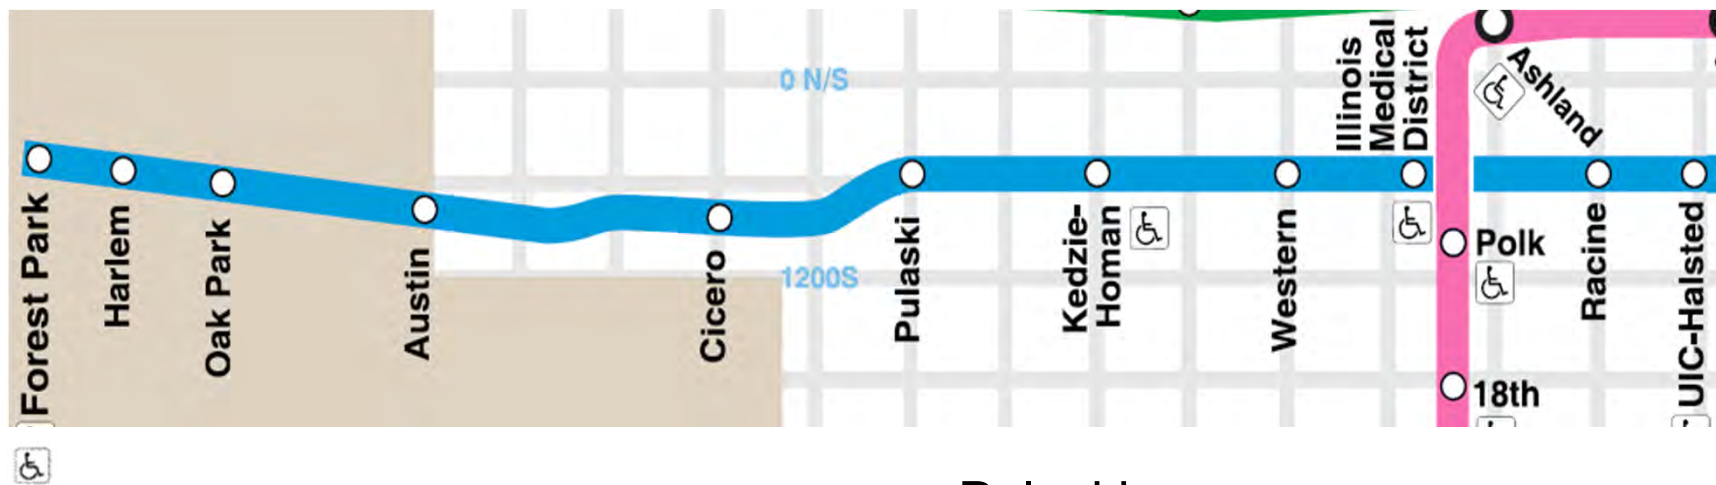 0 N/S
1200S
Forest Park
Harlem
Oak Park
Austin
Cicero
Pulaski
Kedzie-
Homan
Western
Illinois
Medical
District
Ashland
Polk
18th
Racine
UIC-Halsted